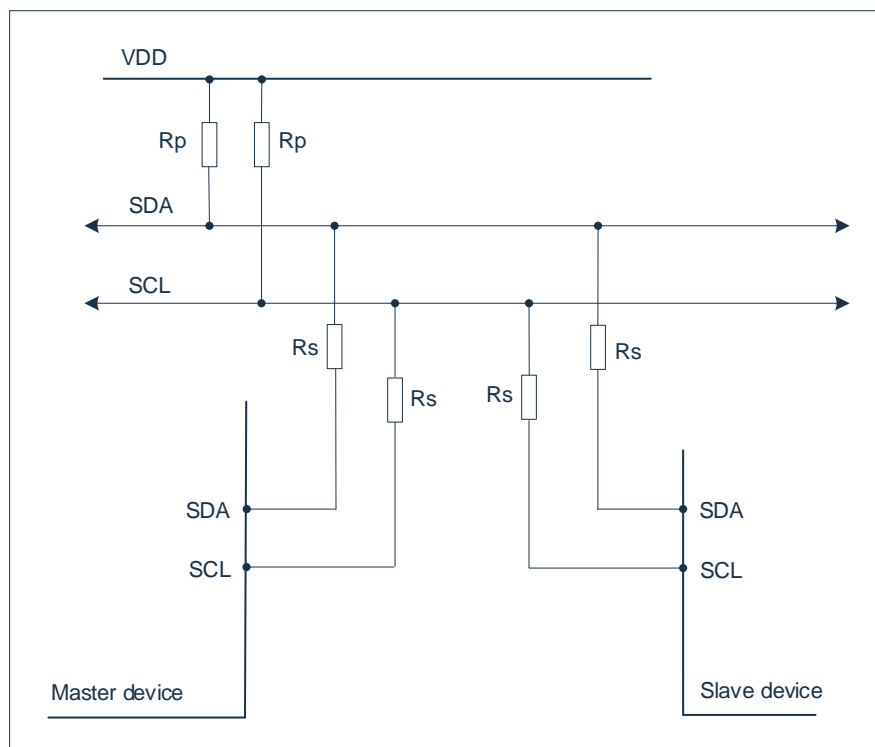 VDD
Rp
Rp
SDA
SCL
Rs
Rs
Rs
Rs
SDA
SDA
SCL
SCL
Master device
Slave device